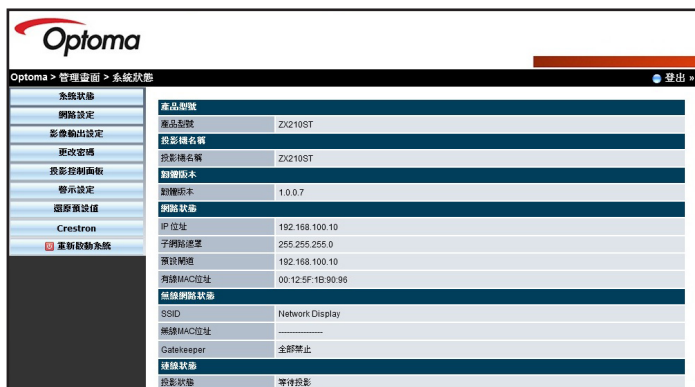 Optoma
Optoma > 管理畫面 > 系統狀態
登出 »
系統狀態
網路設定
影像輸出設定
更改密碼
投影控制面板
警示設定
還原預設值
Crestron
重新啟動系統
產品型號
產品型號 ZX210ST
投影機名稱
投影機名稱 ZX210ST
韌體版本
韌體版本 1.0.0.7
網路狀態
IP 位址 192.168.100.10
子網路遮罩 255.255.255.0
預設閘道 192.168.100.10
有線MAC位址 00:12:5F:1B:90:96
無線網路狀態
SSID Network Display
無線MAC位址 ----------------
Gatekeeper 全部禁止
連線狀態
投影狀態 等待投影